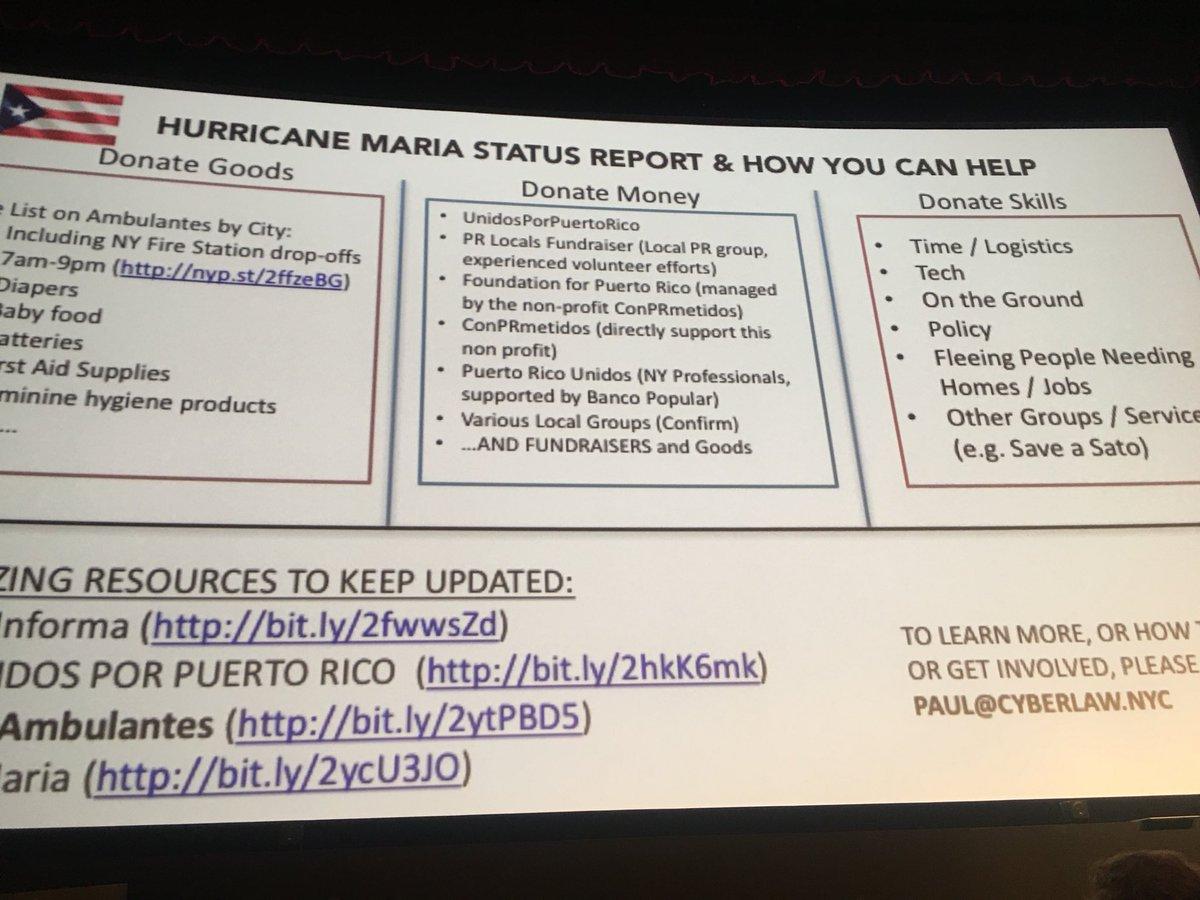 HURRICANE MARIA STATUS REPORT & HOW YOU CAN HELP
Donate Goods
List on Ambulantes by City:
Including NY Fire Station drop-offs
7am-9pm (http://nyp.st/2ffzeBG)
Diapers
Baby food
atteries
rst Aid Supplies
minine hygiene products
...
Donate Money
• UnidosPorPuertoRico
• PR Locals Fundraiser (Local PR group,
experienced volunteer efforts)
• Foundation for Puerto Rico (managed
by the non-profit ConPRmetidos)
• ConPRmetidos (directly support this
non profit)
• Puerto Rico Unidos (NY Professionals,
supported by Banco Popular)
• Various Local Groups (Confirm)
• ...AND FUNDRAISERS and Goods
Donate Skills
• Time / Logistics
• Tech
• On the Ground
• Policy
• Fleeing People Needing
Homes / Jobs
• Other Groups / Service
(e.g. Save a Sato)
ZING RESOURCES TO KEEP UPDATED:
Informa (http://bit.ly/2fwwsZd)
IDOS POR PUERTO RICO (http://bit.ly/2hkK6mk)
Ambulantes (http://bit.ly/2ytPBD5)
aria (http://bit.ly/2ycU3JO)
TO LEARN MORE, OR HOW T
OR GET INVOLVED, PLEASE
PAUL@CYBERLAW.NYC